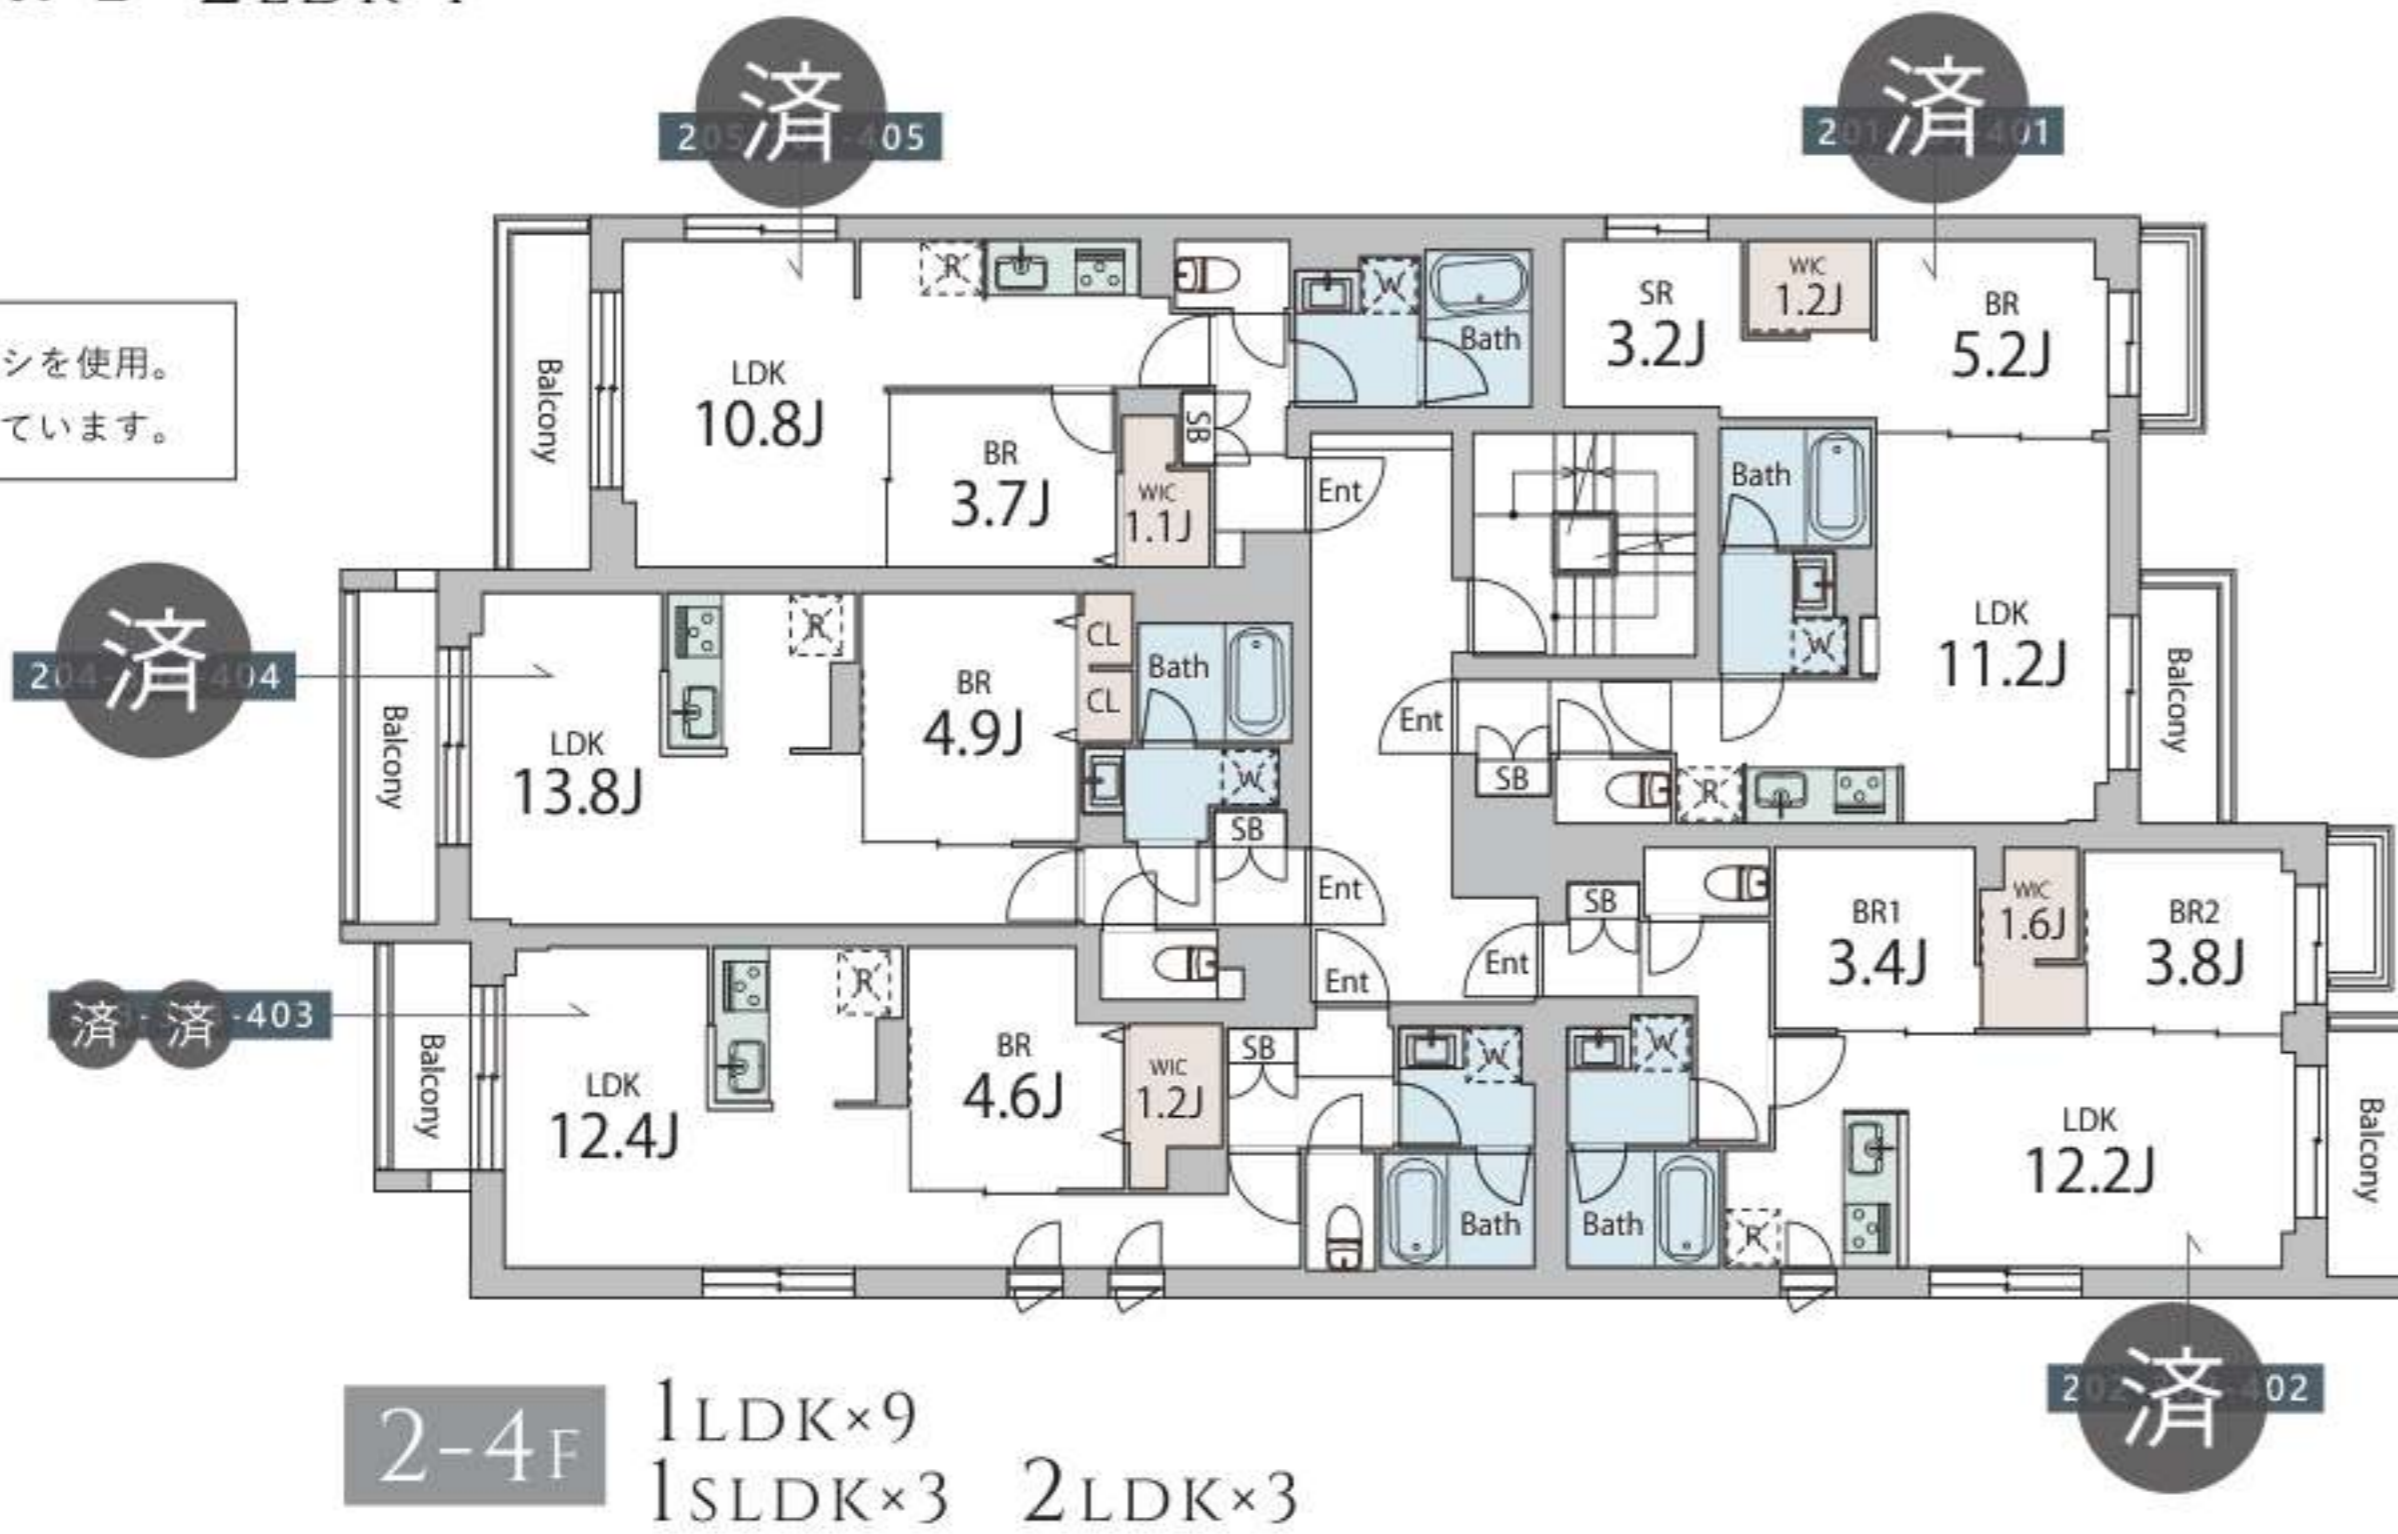 済
205 -405
済
201 -401
シを使用。
ています。
Balcony
LDK
10.8J
R
BR
3.7J
WIC
1.1J
SB
W
Bath
Ent
SR
3.2J
WIC
1.2J
BR
5.2J
Bath
W
LDK
11.2J
Balcony
Ent
SB
R
済
204- 404
Balcony
LDK
13.8J
R
BR
4.9J
CL
CL
Bath
W
SB
Ent
済 済 -403
Balcony
LDK
12.4J
R
BR
4.6J
WIC
1.2J
SB
Ent
W
Bath
Ent
SB
BR1
3.4J
WIC
1.6J
BR2
3.8J
W
Bath
R
LDK
12.2J
Balcony
済
202 -402
2-4F
1LDK×9
1SLDK×3 2LDK×3